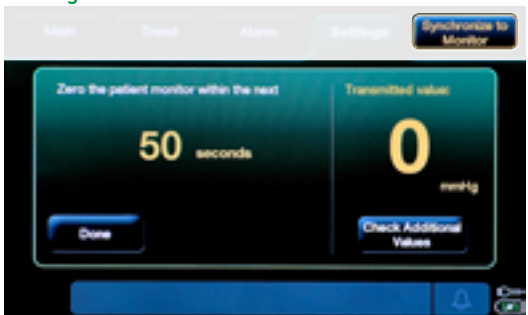 Main
Trend
Alarm
Settings
Synchronize to
Monitor
Zero the patient monitor within the next
50 seconds
Done
Transmitted value:
0
mmHg
Check Additional
Values